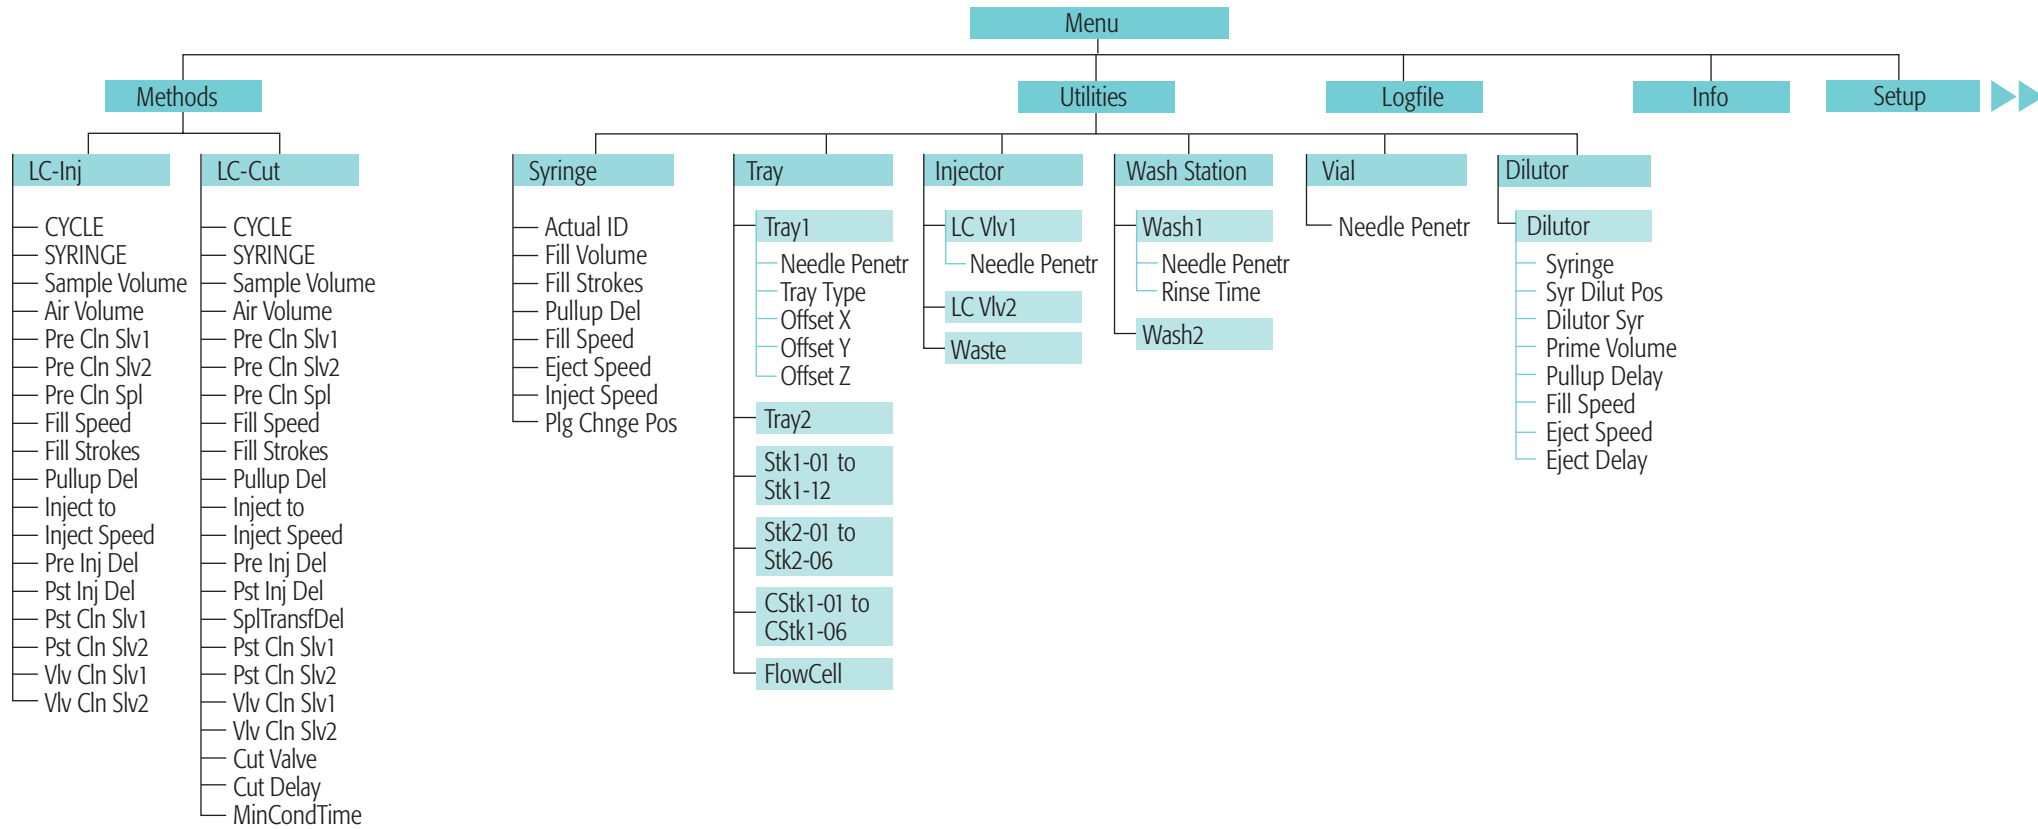 Menu
Methods
Utilities
Logfile
Info
Setup
LC-Inj
CYCLE
SYRINGE
Sample Volume
Air Volume
Pre Cln Slv1
Pre Cln Slv2
Pre Cln Spl
Fill Speed
Fill Strokes
Pullup Del
Inject to
Inject Speed
Pre Inj Del
Pst Inj Del
Pst Cln Slv1
Pst Cln Slv2
Vlv Cln Slv1
Vlv Cln Slv2
LC-Cut
CYCLE
SYRINGE
Sample Volume
Air Volume
Pre Cln Slv1
Pre Cln Slv2
Pre Cln Spl
Fill Speed
Fill Strokes
Pullup Del
Inject to
Inject Speed
Pre Inj Del
Pst Inj Del
SplTransfDel
Pst Cln Slv1
Pst Cln Slv2
Vlv Cln Slv1
Vlv Cln Slv2
Cut Valve
Cut Delay
MinCondTime
Syringe
Actual ID
Fill Volume
Fill Strokes
Pullup Del
Fill Speed
Eject Speed
Inject Speed
Plg Chnge Pos
Tray
Tray1
Needle Penetr
Tray Type
Offset X
Offset Y
Offset Z
Tray2
Stk1-01 to
Stk1-12
Stk2-01 to
Stk2-06
CStk1-01 to
CStk1-06
FlowCell
Injector
LC Vlv1
Needle Penetr
LC Vlv2
Waste
Wash Station
Wash1
Needle Penetr
Rinse Time
Wash2
Vial
Needle Penetr
Dilutor
Dilutor
Syringe
Syr Dilut Pos
Dilutor Syr
Prime Volume
Pullup Delay
Fill Speed
Eject Speed
Eject Delay